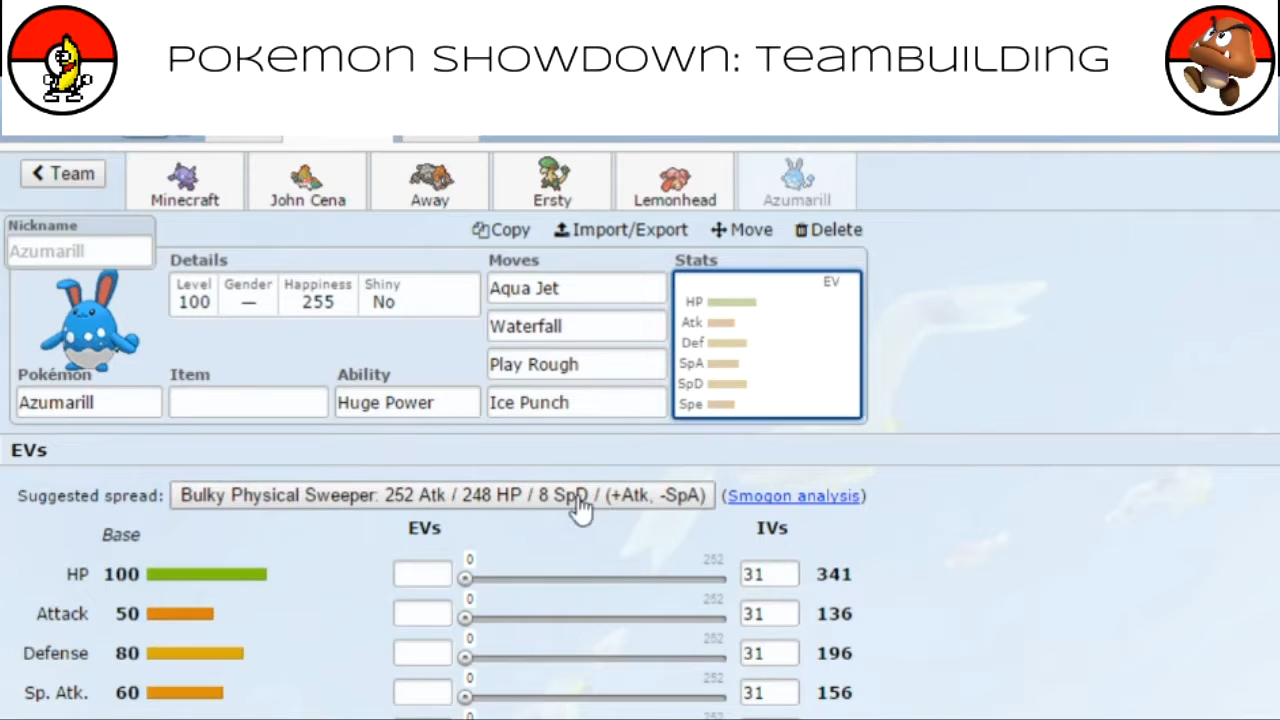 Pokemon Showdown: Teambuilding
Team
Minecraft
John Cena
Away
Ersty
Lemonhead
Azumarill
Nickname
Azumarill
Copy
Import/Export
Move
Delete
Details
Level
100
Gender
—
Happiness
255
Shiny
No
Moves
Aqua Jet
Waterfall
Play Rough
Ice Punch
Stats
EV
HP
Atk
Def
SpA
SpD
Spe
Pokémon
Azumarill
Item
Ability
Huge Power
EVs
Suggested spread: Bulky Physical Sweeper: 252 Atk / 248 HP / 8 SpD / (+Atk, -SpA) (Smogon analysis)
Base EVs IVs
0 252
HP 100 31 341
0 252
Attack 50 31 136
0 252
Defense 80 31 196
0 252
Sp. Atk. 60 31 156
0 252